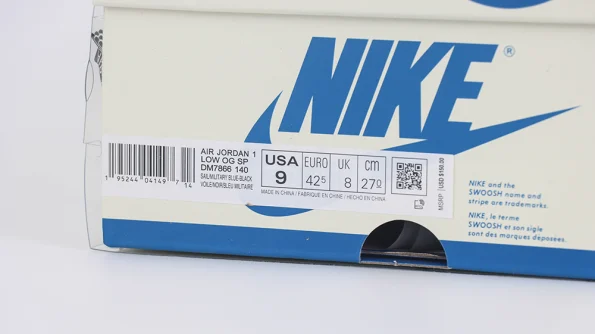 NIKE®
AIR JORDAN 1
LOW OG SP
DM7866 140
SAIL/MILITARY BLUE-BLACK
VOILE/NOIR/BLEU MILITAIRE
1 95244 04149 7 14
USA
9
EURO
42.5
UK
8
cm
27
MADE IN CHINA / FABRIQUÉ EN CHINE / HECHO EN CHINA
MSRP: USD $150.00
NIKE and the
SWOOSH name and
stripe are trademarks.
NIKE, le terme
SWOOSH et son sigle
sont des marques déposées.